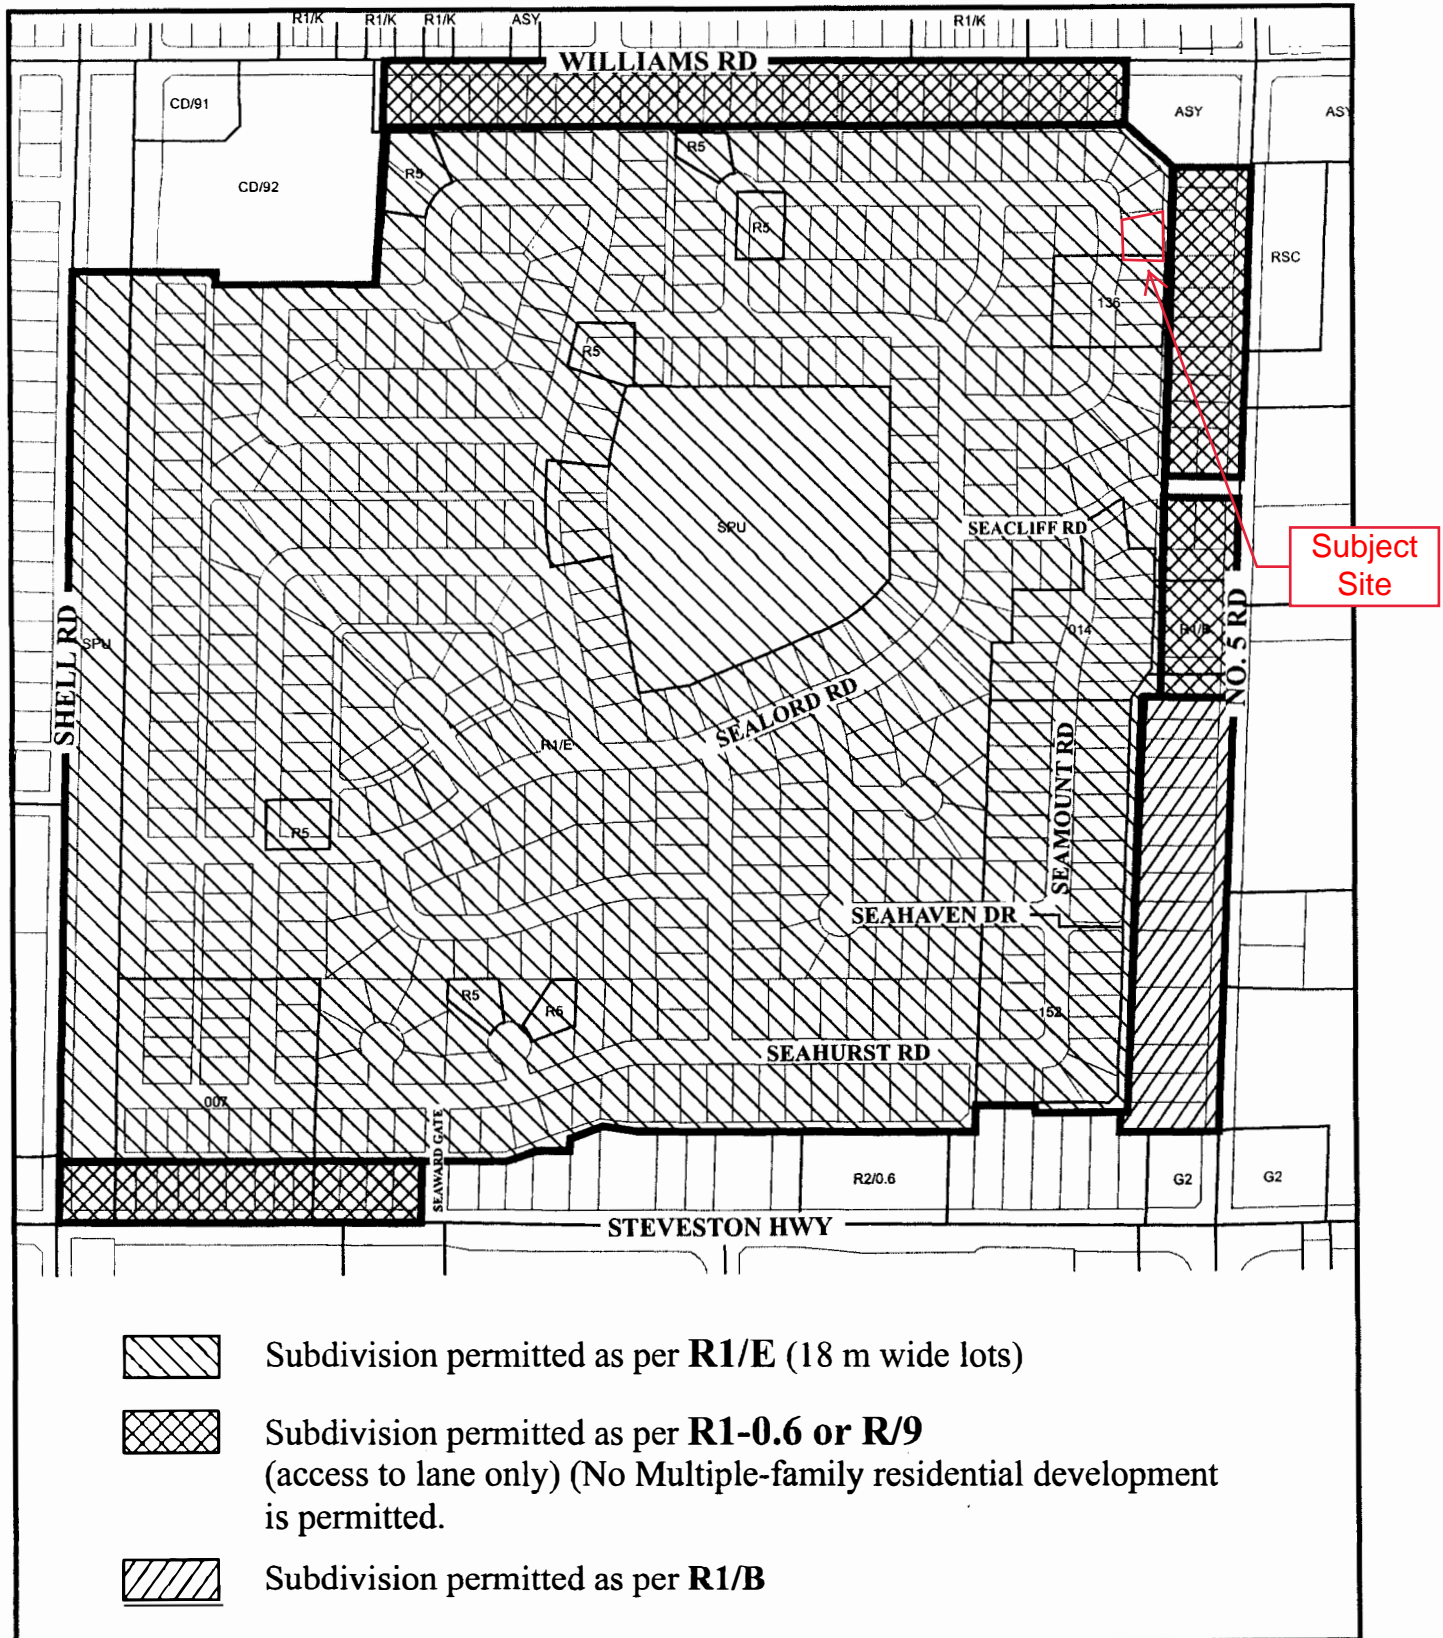 R1/K
R1/K
R1/K
ASY
R1/K
WILLIAMS RD
CD/91
ASY
ASY
R5
R5
CD/92
R5
RSC
136
R5
SPU
SEACLIFF RD
Subject
Site
SHELL RD
SPU
014
R1/B
NO. 5 RD
SEALORD RD
R1/E
SEAMOUNT RD
R5
SEAHAVEN DR
R5
R5
152
SEAHURST RD
007
SEAWARD GATE
R2/0.6
G2
G2
STEVESTON HWY
Subdivision permitted as per R1/E (18 m wide lots)
Subdivision permitted as per R1-0.6 or R/9
(access to lane only) (No Multiple-family residential development
is permitted.
Subdivision permitted as per R1/B